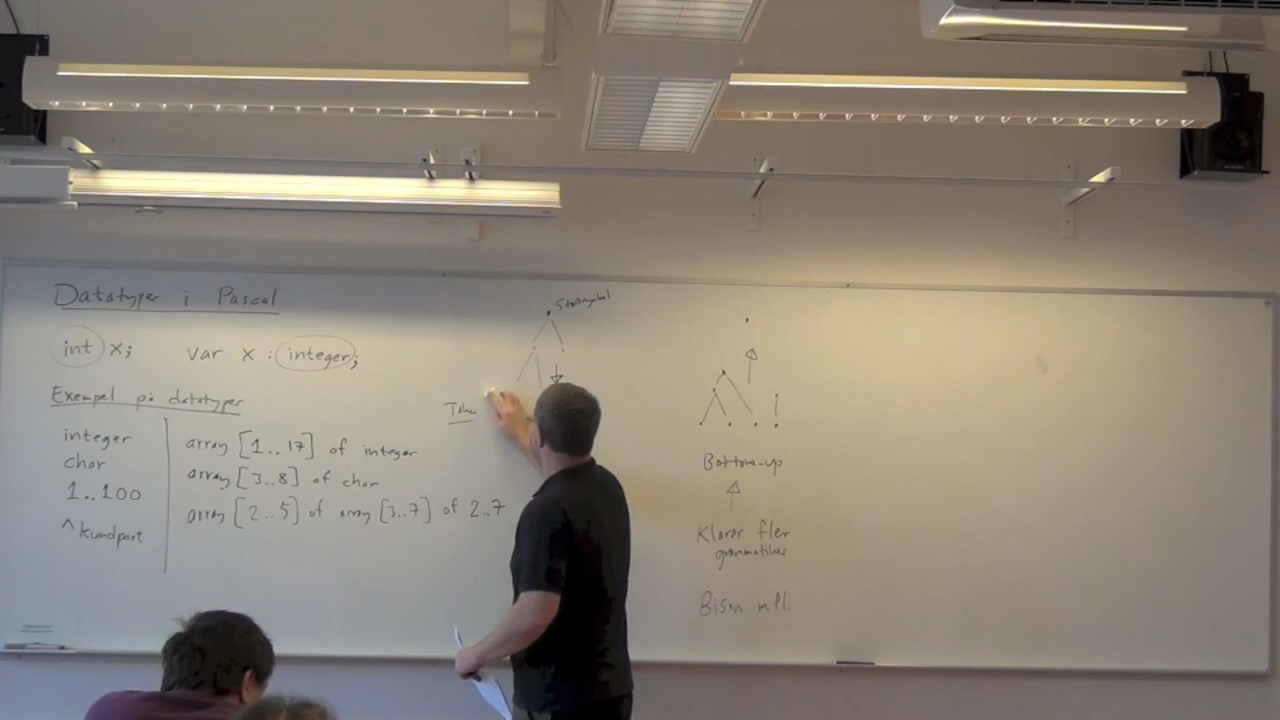 Datatyper i Pascal
int x; var x : integer;
Exempel på datatyper
integer
char
1..100
^kundpost
array [1..17] of integer
array [3..8] of char
array [2..5] of array [3..7] of 2..7
Startsymbol
Bottom-up
Klarar fler
grammatiker
Bison mfl.